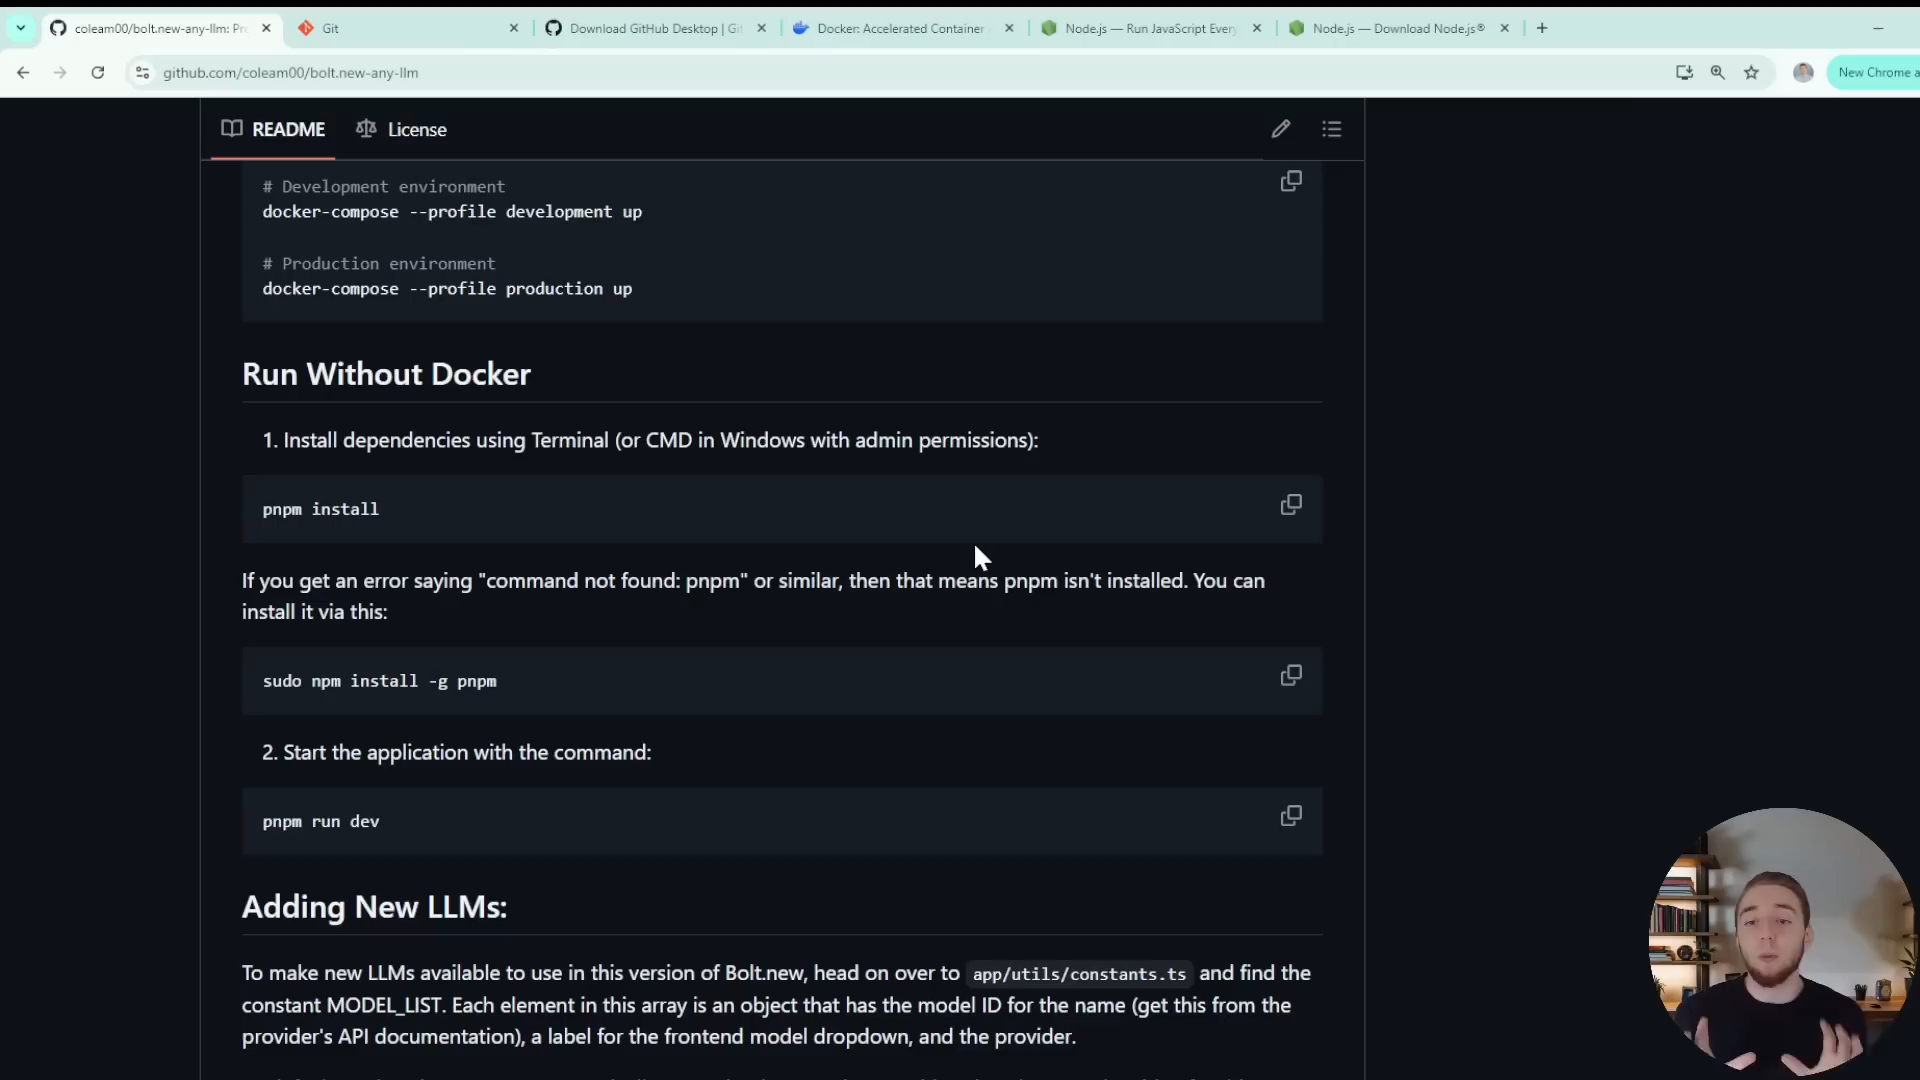 coleam00/bolt.new-any-llm: Pr
Git
Download GitHub Desktop | Git
Docker: Accelerated Container
Node.js — Run JavaScript Every
Node.js — Download Node.js®
github.com/coleam00/bolt.new-any-llm
New Chrome a
README
License
# Development environment
docker-compose --profile development up
# Production environment
docker-compose --profile production up
Run Without Docker
1. Install dependencies using Terminal (or CMD in Windows with admin permissions):
pnpm install
If you get an error saying "command not found: pnpm" or similar, then that means pnpm isn't installed. You can
install it via this:
sudo npm install -g pnpm
2. Start the application with the command:
pnpm run dev
Adding New LLMs:
To make new LLMs available to use in this version of Bolt.new, head on over to app/utils/constants.ts and find the
constant MODEL_LIST. Each element in this array is an object that has the model ID for the name (get this from the
provider's API documentation), a label for the frontend model dropdown, and the provider.